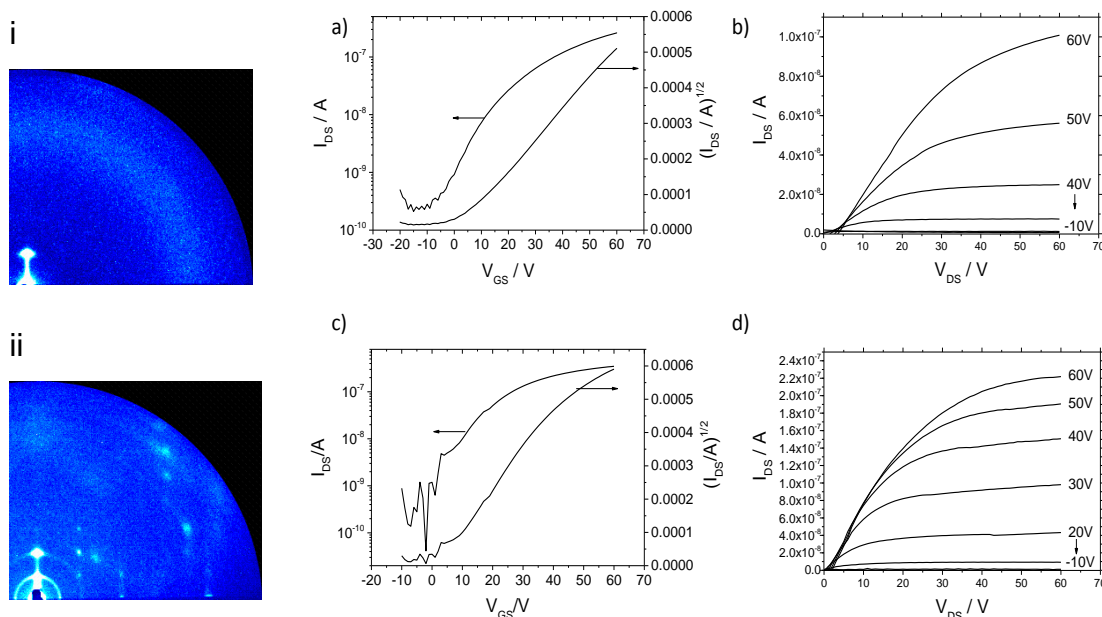 i
a)
I_DS / A
10^-7
10^-8
10^-9
10^-10
-30 -20 -10 0 10 20 30 40 50 60 70
V_GS / V
0.0006
0.0005
0.0004
0.0003
0.0002
0.0001
0.0000
(I_DS / A)^1/2
b)
I_DS / A
1.0x10^-7
8.0x10^-8
6.0x10^-8
4.0x10^-8
2.0x10^-8
0.0
0 10 20 30 40 50 60 70
V_DS / V
60V
50V
40V
-10V
ii
c)
I_DS/A
10^-7
10^-8
10^-9
10^-10
-20 -10 0 10 20 30 40 50 60 70
V_GS/V
0.0006
0.0005
0.0004
0.0003
0.0002
0.0001
0.0000
(I_DS/A)^1/2
d)
I_DS / A
2.4x10^-7
2.2x10^-7
2.0x10^-7
1.8x10^-7
1.6x10^-7
1.4x10^-7
1.2x10^-7
1.0x10^-7
8.0x10^-8
6.0x10^-8
4.0x10^-8
2.0x10^-8
0.0
0 10 20 30 40 50 60 70
V_DS / V
60V
50V
40V
30V
20V
-10V